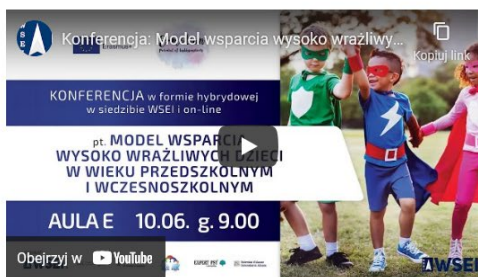 WSE
Konferencja: Model wsparcia wysoko wrażliwy...
Kopiuj link
KONFERENCJA w formie hybrydowej
w siedzibie WSEI i on-line
pt. MODEL WSPARCIA
WYSOKO WRAŻLIWYCH DZIECI
W WIEKU PRZEDSZKOLNYM
I WCZESNOSZKOLNYM
AULA E 10.06. g. 9.00
Obejrzyj w YouTube
WSEI